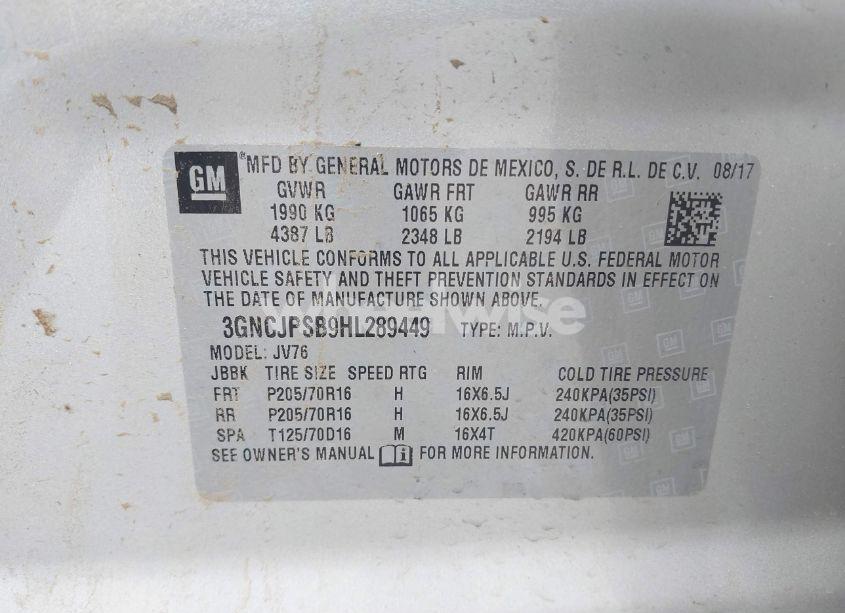 GM ® MFD BY GENERAL MOTORS DE MEXICO, S. DE R.L. DE C.V. 08/17
GVWR GAWR FRT GAWR RR
1990 KG 1065 KG 995 KG
4387 LB 2348 LB 2194 LB
THIS VEHICLE CONFORMS TO ALL APPLICABLE U.S. FEDERAL MOTOR
VEHICLE SAFETY AND THEFT PREVENTION STANDARDS IN EFFECT ON
THE DATE OF MANUFACTURE SHOWN ABOVE.
3GNCJPSB9HL289449 TYPE: M.P.V.
MODEL: JV76
JBBK TIRE SIZE SPEED RTG RIM COLD TIRE PRESSURE
FRT P205/70R16 H 16X6.5J 240KPA(35PSI)
RR P205/70R16 H 16X6.5J 240KPA(35PSI)
SPA T125/70D16 M 16X4T 420KPA(60PSI)
SEE OWNER'S MANUAL FOR MORE INFORMATION.